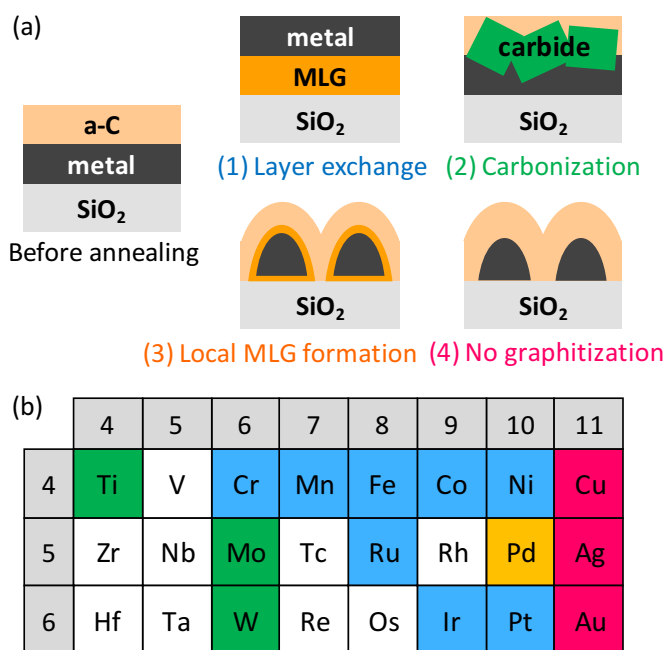 (a)
a-C
metal
SiO₂
Before annealing
metal
MLG
SiO₂
(1) Layer exchange
carbide
SiO₂
(2) Carbonization
SiO₂
(3) Local MLG formation
SiO₂
(4) No graphitization
(b)
4 5 6 7 8 9 10 11
4 Ti V Cr Mn Fe Co Ni Cu
5 Zr Nb Mo Tc Ru Rh Pd Ag
6 Hf Ta W Re Os Ir Pt Au